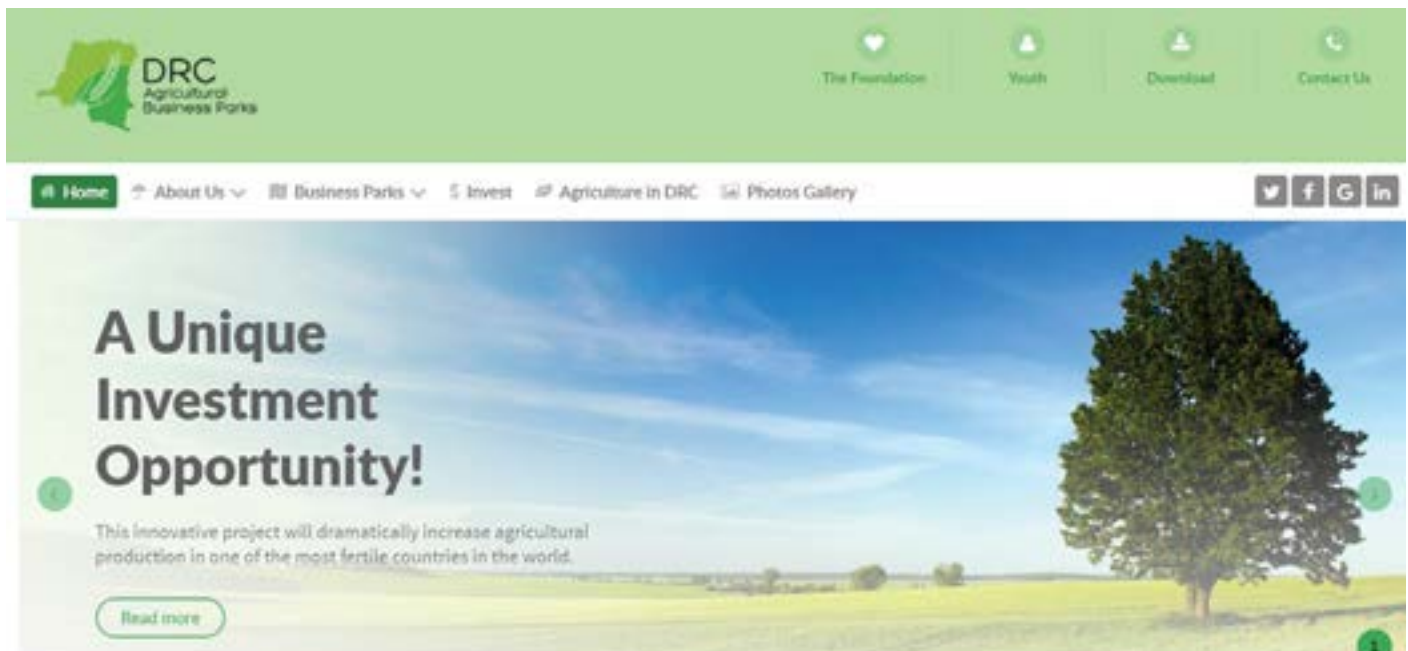 DRC
Agricultural
Business Parks
The Foundation
Youth
Download
Contact Us
Home
About Us
Business Parks
$ Invest
Agriculture in DRC
Photos Gallery
A Unique
Investment
Opportunity!
This innovative project will dramatically increase agricultural
production in one of the most fertile countries in the world.
Read more